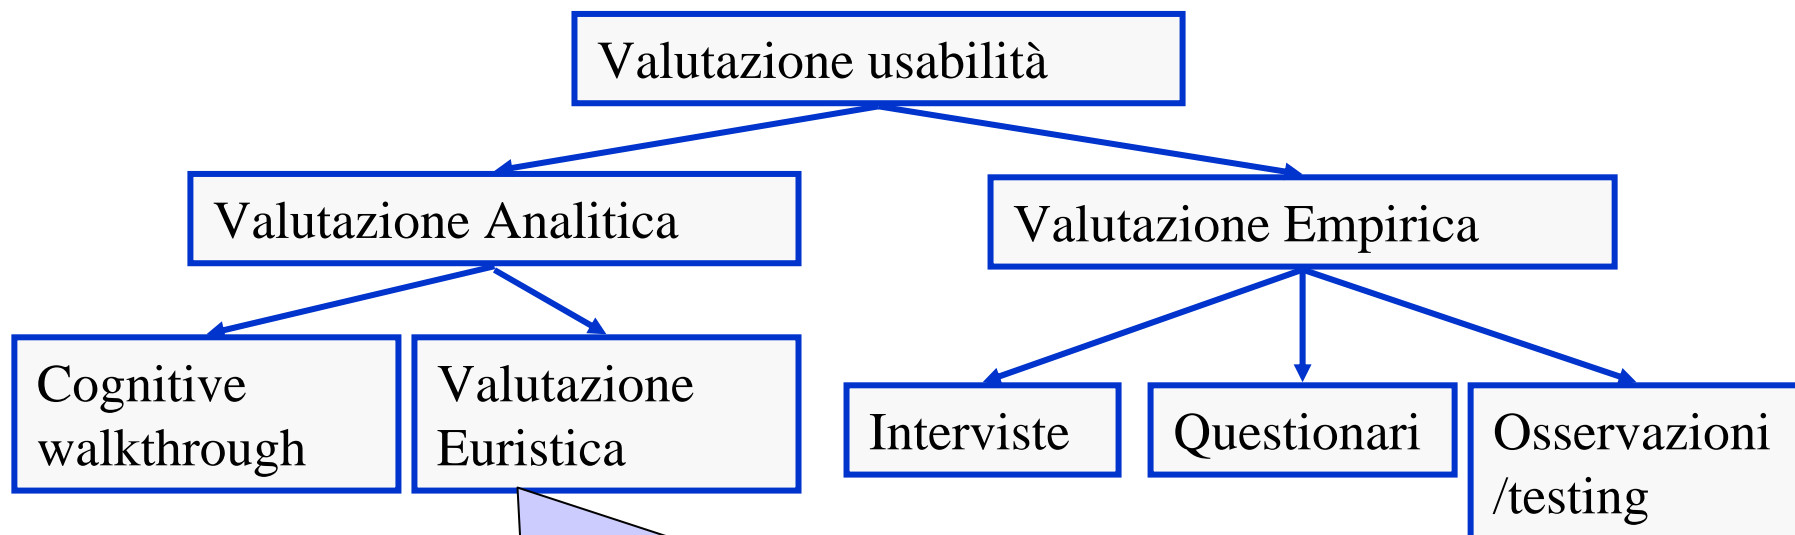 Valutazione usabilità
Valutazione Analitica
Valutazione Empirica
Cognitive
walkthrough
Valutazione
Euristica
Interviste
Questionari
Osservazioni
/testing